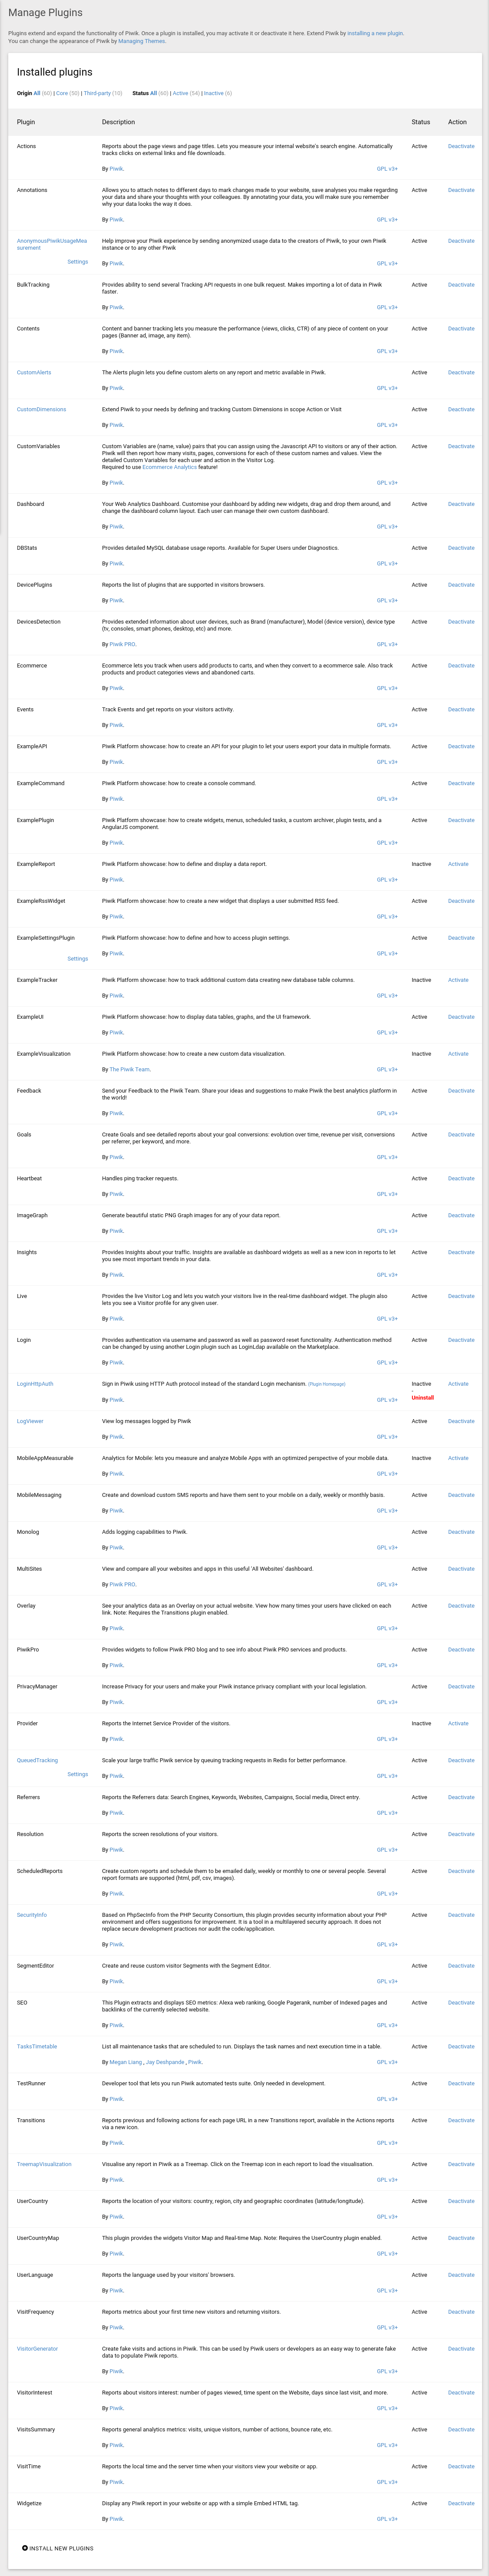 Manage Plugins
Plugins extend and expand the functionality of Piwik. Once a plugin is installed, you may activate it or deactivate it here. Extend Piwik by installing a new plugin.
You can change the appearance of Piwik by Managing Themes.
Installed plugins
Origin All (60) | Core (50) | Third-party (10) Status All (60) | Active (54) | Inactive (6)
Plugin Description Status Action
Actions Reports about the page views and page titles. Lets you measure your internal website's search engine. Automatically Active Deactivate
tracks clicks on external links and file downloads.
By Piwik. GPL v3+
Annotations Allows you to attach notes to different days to mark changes made to your website, save analyses you make regarding Active Deactivate
your data and share your thoughts with your colleagues. By annotating your data, you will make sure you remember
why your data looks the way it does.
By Piwik. GPL v3+
AnonymousPiwikUsageMea Help improve your Piwik experience by sending anonymized usage data to the creators of Piwik, to your own Piwik Active Deactivate
surement instance or to any other Piwik
Settings
By Piwik. GPL v3+
BulkTracking Provides ability to send several Tracking API requests in one bulk request. Makes importing a lot of data in Piwik Active Deactivate
faster.
By Piwik. GPL v3+
Contents Content and banner tracking lets you measure the performance (views, clicks, CTR) of any piece of content on your Active Deactivate
pages (Banner ad, image, any item).
By Piwik. GPL v3+
CustomAlerts The Alerts plugin lets you define custom alerts on any report and metric available in Piwik. Active Deactivate
By Piwik. GPL v3+
CustomDimensions Extend Piwik to your needs by defining and tracking Custom Dimensions in scope Action or Visit Active Deactivate
By Piwik. GPL v3+
CustomVariables Custom Variables are (name, value) pairs that you can assign using the Javascript API to visitors or any of their action. Active Deactivate
Piwik will then report how many visits, pages, conversions for each of these custom names and values. View the
detailed Custom Variables for each user and action in the Visitor Log.
Required to use Ecommerce Analytics feature!
By Piwik. GPL v3+
Dashboard Your Web Analytics Dashboard. Customise your dashboard by adding new widgets, drag and drop them around, and Active Deactivate
change the dashboard column layout. Each user can manage their own custom dashboard.
By Piwik. GPL v3+
DBStats Provides detailed MySQL database usage reports. Available for Super Users under Diagnostics. Active Deactivate
By Piwik. GPL v3+
DevicePlugins Reports the list of plugins that are supported in visitors browsers. Active Deactivate
By Piwik. GPL v3+
DevicesDetection Provides extended information about user devices, such as Brand (manufacturer), Model (device version), device type Active Deactivate
(tv, consoles, smart phones, desktop, etc) and more.
By Piwik PRO. GPL v3+
Ecommerce Ecommerce lets you track when users add products to carts, and when they convert to a ecommerce sale. Also track Active Deactivate
products and product categories views and abandoned carts.
By Piwik. GPL v3+
Events Track Events and get reports on your visitors activity. Active Deactivate
By Piwik. GPL v3+
ExampleAPI Piwik Platform showcase: how to create an API for your plugin to let your users export your data in multiple formats. Active Deactivate
By Piwik. GPL v3+
ExampleCommand Piwik Platform showcase: how to create a console command. Active Deactivate
By Piwik. GPL v3+
ExamplePlugin Piwik Platform showcase: how to create widgets, menus, scheduled tasks, a custom archiver, plugin tests, and a Active Deactivate
AngularJS component.
By Piwik. GPL v3+
ExampleReport Piwik Platform showcase: how to define and display a data report. Inactive Activate
By Piwik. GPL v3+
ExampleRssWidget Piwik Platform showcase: how to create a new widget that displays a user submitted RSS feed. Active Deactivate
By Piwik. GPL v3+
ExampleSettingsPlugin Piwik Platform showcase: how to define and how to access plugin settings. Active Deactivate
By Piwik. GPL v3+
Settings
ExampleTracker Piwik Platform showcase: how to track additional custom data creating new database table columns. Inactive Activate
By Piwik. GPL v3+
ExampleUI Piwik Platform showcase: how to display data tables, graphs, and the UI framework. Active Deactivate
By Piwik. GPL v3+
ExampleVisualization Piwik Platform showcase: how to create a new custom data visualization. Inactive Activate
By The Piwik Team. GPL v3+
Feedback Send your Feedback to the Piwik Team. Share your ideas and suggestions to make Piwik the best analytics platform in Active Deactivate
the world!
By Piwik. GPL v3+
Goals Create Goals and see detailed reports about your goal conversions: evolution over time, revenue per visit, conversions Active Deactivate
per referrer, per keyword, and more.
By Piwik. GPL v3+
Heartbeat Handles ping tracker requests. Active Deactivate
By Piwik. GPL v3+
ImageGraph Generate beautiful static PNG Graph images for any of your data report. Active Deactivate
By Piwik. GPL v3+
Insights Provides Insights about your traffic. Insights are available as dashboard widgets as well as a new icon in reports to let Active Deactivate
you see most important trends in your data.
By Piwik. GPL v3+
Live Provides the live Visitor Log and lets you watch your visitors live in the real-time dashboard widget. The plugin also Active Deactivate
lets you see a Visitor profile for any given user.
By Piwik. GPL v3+
Login Provides authentication via username and password as well as password reset functionality. Authentication method Active Deactivate
can be changed by using another Login plugin such as LoginLdap available on the Marketplace.
By Piwik. GPL v3+
LoginHttpAuth Sign in Piwik using HTTP Auth protocol instead of the standard Login mechanism. (Plugin Homepage) Inactive Activate
- Uninstall
By Piwik. GPL v3+
LogViewer View log messages logged by Piwik Active Deactivate
By Piwik. GPL v3+
MobileAppMeasurable Analytics for Mobile: lets you measure and analyze Mobile Apps with an optimized perspective of your mobile data. Inactive Activate
By Piwik. GPL v3+
MobileMessaging Create and download custom SMS reports and have them sent to your mobile on a daily, weekly or monthly basis. Active Deactivate
By Piwik. GPL v3+
Monolog Adds logging capabilities to Piwik. Active Deactivate
By Piwik. GPL v3+
MultiSites View and compare all your websites and apps in this useful 'All Websites' dashboard. Active Deactivate
By Piwik PRO. GPL v3+
Overlay See your analytics data as an Overlay on your actual website. View how many times your users have clicked on each Active Deactivate
link. Note: Requires the Transitions plugin enabled.
By Piwik. GPL v3+
PiwikPro Provides widgets to follow Piwik PRO blog and to see info about Piwik PRO services and products. Active Deactivate
By Piwik. GPL v3+
PrivacyManager Increase Privacy for your users and make your Piwik instance privacy compliant with your local legislation. Active Deactivate
By Piwik. GPL v3+
Provider Reports the Internet Service Provider of the visitors. Inactive Activate
By Piwik. GPL v3+
QueuedTracking Scale your large traffic Piwik service by queuing tracking requests in Redis for better performance. Active Deactivate
Settings By Piwik. GPL v3+
Referrers Reports the Referrers data: Search Engines, Keywords, Websites, Campaigns, Social media, Direct entry. Active Deactivate
By Piwik. GPL v3+
Resolution Reports the screen resolutions of your visitors. Active Deactivate
By Piwik. GPL v3+
ScheduledReports Create custom reports and schedule them to be emailed daily, weekly or monthly to one or several people. Several Active Deactivate
report formats are supported (html, pdf, csv, images).
By Piwik. GPL v3+
SecurityInfo Based on PhpSecInfo from the PHP Security Consortium, this plugin provides security information about your PHP Active Deactivate
environment and offers suggestions for improvement. It is a tool in a multilayered security approach. It does not
replace secure development practices nor audit the code/application.
By Piwik. GPL v3+
SegmentEditor Create and reuse custom visitor Segments with the Segment Editor. Active Deactivate
By Piwik. GPL v3+
SEO This Plugin extracts and displays SEO metrics: Alexa web ranking, Google Pagerank, number of Indexed pages and Active Deactivate
backlinks of the currently selected website.
By Piwik. GPL v3+
TasksTimetable List all maintenance tasks that are scheduled to run. Displays the task names and next execution time in a table. Active Deactivate
By Megan Liang , Jay Deshpande , Piwik. GPL v3+
TestRunner Developer tool that lets you run Piwik automated tests suite. Only needed in development. Active Deactivate
By Piwik. GPL v3+
Transitions Reports previous and following actions for each page URL in a new Transitions report, available in the Actions reports Active Deactivate
via a new icon.
By Piwik. GPL v3+
TreemapVisualization Visualise any report in Piwik as a Treemap. Click on the Treemap icon in each report to load the visualisation. Active Deactivate
By Piwik. GPL v3+
UserCountry Reports the location of your visitors: country, region, city and geographic coordinates (latitude/longitude). Active Deactivate
By Piwik. GPL v3+
UserCountryMap This plugin provides the widgets Visitor Map and Real-time Map. Note: Requires the UserCountry plugin enabled. Active Deactivate
By Piwik. GPL v3+
UserLanguage Reports the language used by your visitors' browsers. Active Deactivate
By Piwik. GPL v3+
VisitFrequency Reports metrics about your first time new visitors and returning visitors. Active Deactivate
By Piwik. GPL v3+
VisitorGenerator Create fake visits and actions in Piwik. This can be used by Piwik users or developers as an easy way to generate fake Active Deactivate
data to populate Piwik reports.
By Piwik. GPL v3+
VisitorInterest Reports about visitors interest: number of pages viewed, time spent on the Website, days since last visit, and more. Active Deactivate
By Piwik. GPL v3+
VisitsSummary Reports general analytics metrics: visits, unique visitors, number of actions, bounce rate, etc. Active Deactivate
By Piwik. GPL v3+
VisitTime Reports the local time and the server time when your visitors view your website or app. Active Deactivate
By Piwik. GPL v3+
Widgetize Display any Piwik report in your website or app with a simple Embed HTML tag. Active Deactivate
By Piwik. GPL v3+
INSTALL NEW PLUGINS